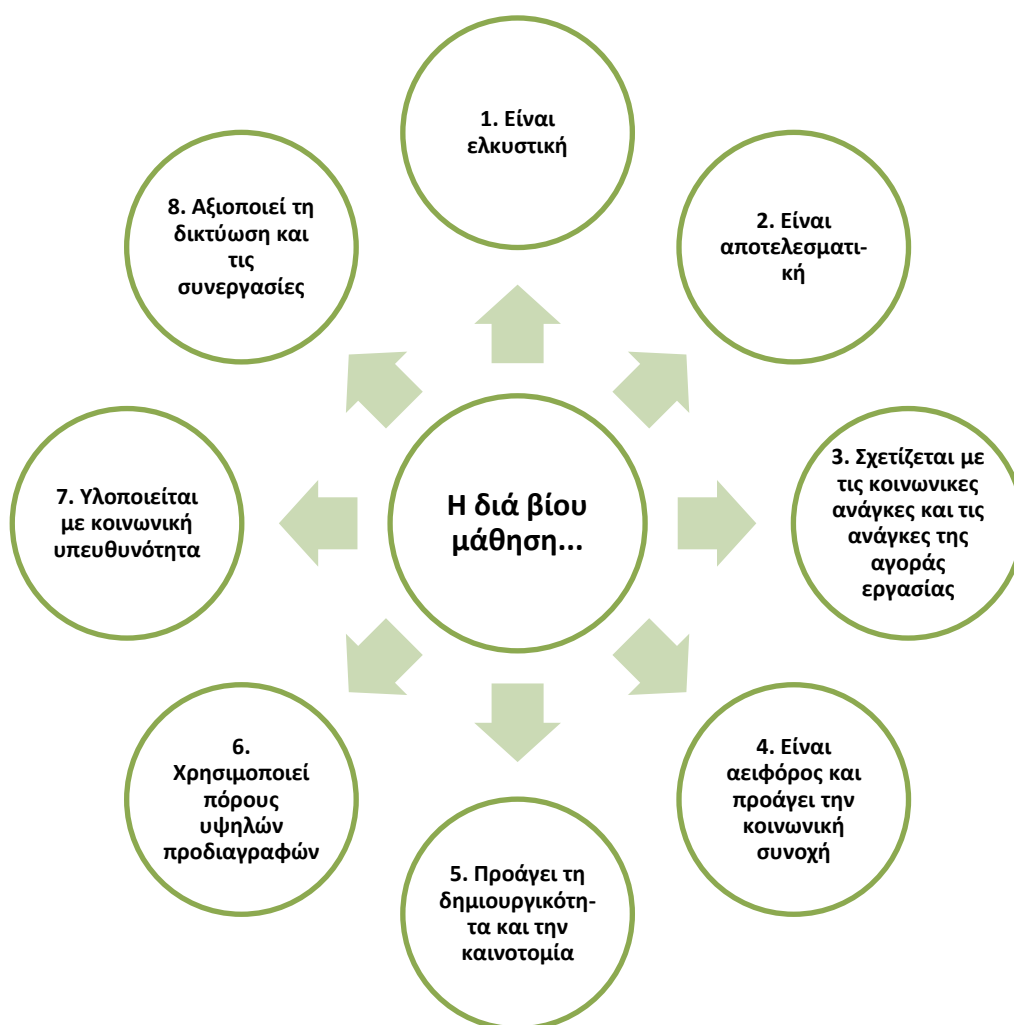 Η διά βίου
μάθηση...
1. Είναι
ελκυστική
2. Είναι
αποτελεσματι-
κή
3. Σχετίζεται με
τις κοινωνικες
ανάγκες και τις
ανάγκες της
αγοράς
εργασίας
4. Είναι
αειφόρος και
προάγει την
κοινωνική
συνοχή
5. Προάγει τη
δημιουργικότη-
τα και την
καινοτομία
6.
Χρησιμοποιεί
πόρους
υψηλών
προδιαγραφών
7. Υλοποιείται
με κοινωνική
υπευθυνότητα
8. Αξιοποιεί τη
δικτύωση και
τις
συνεργασίες